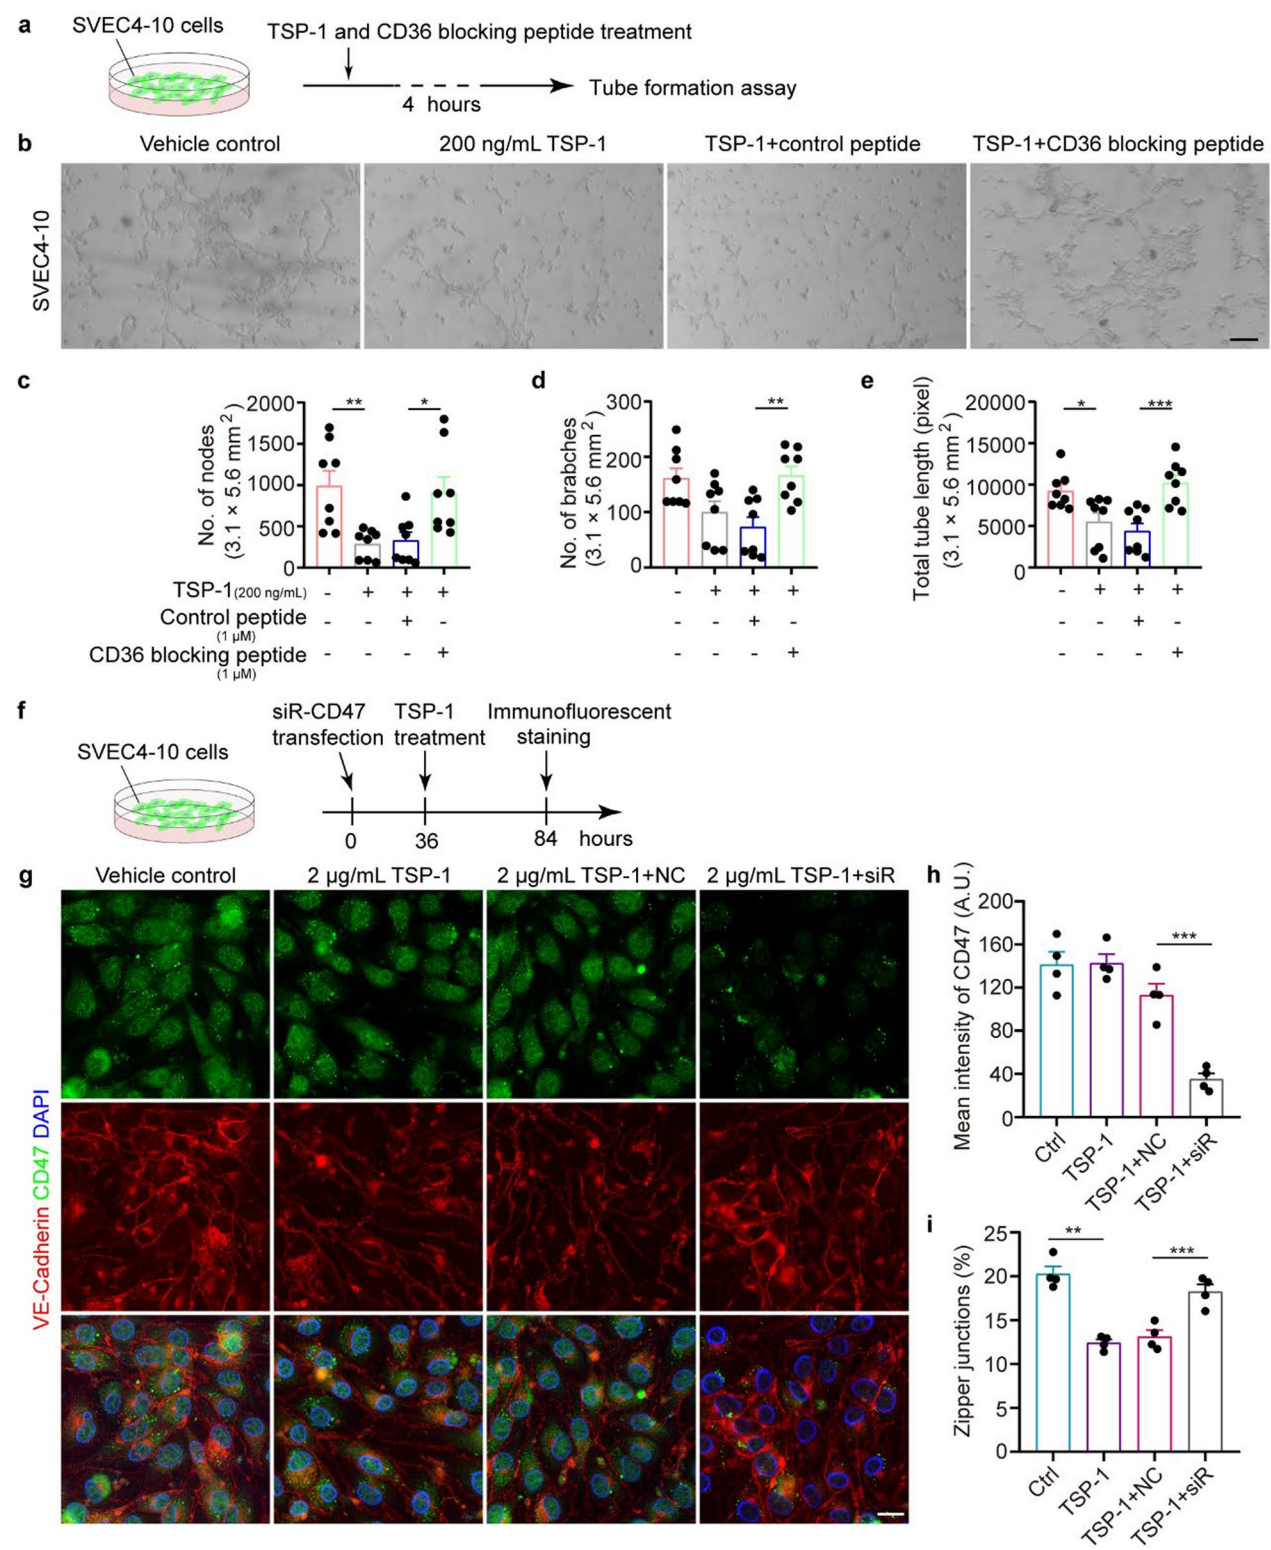 a
SVEC4-10 cells
TSP-1 and CD36 blocking peptide treatment
4 hours
Tube formation assay
b
Vehicle control
200 ng/mL TSP-1
TSP-1+control peptide
TSP-1+CD36 blocking peptide
SVEC4-10
c
No. of nodes
(3.1 × 5.6 mm²)
2000
1500
1000
500
0
**
*
d
No. of brabches
(3.1 × 5.6 mm²)
300
200
100
0
**
e
Total tube length (pixel)
(3.1 × 5.6 mm²)
20000
15000
10000
5000
0
*
***
TSP-1(200 ng/mL) - + + + - + + + - + + +
Control peptide - - + - - - + - - - + -
(1 µM)
CD36 blocking peptide - - - + - - - + - - - +
(1 µM)
f
SVEC4-10 cells
siR-CD47
transfection
TSP-1
treatment
Immunofluorescent
staining
0 36 84 hours
g
Vehicle control
2 µg/mL TSP-1
2 µg/mL TSP-1+NC
2 µg/mL TSP-1+siR
VE-Cadherin CD47 DAPI
h
Mean intensity of CD47 (A.U.)
200
160
120
80
40
0
***
Ctrl
TSP-1
TSP-1+NC
TSP-1+siR
i
Zipper junctions (%)
25
20
15
10
5
0
**
***
Ctrl
TSP-1
TSP-1+NC
TSP-1+siR